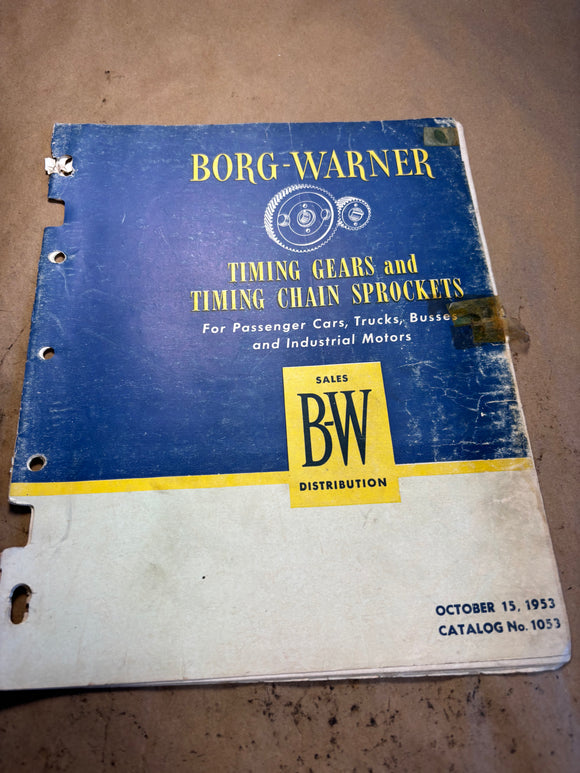 BORG-WARNER
TIMING GEARS and
TIMING CHAIN SPROCKETS
For Passenger Cars, Trucks, Busses
and Industrial Motors
SALES
B-W
DISTRIBUTION
OCTOBER 15, 1953
CATALOG No. 1053